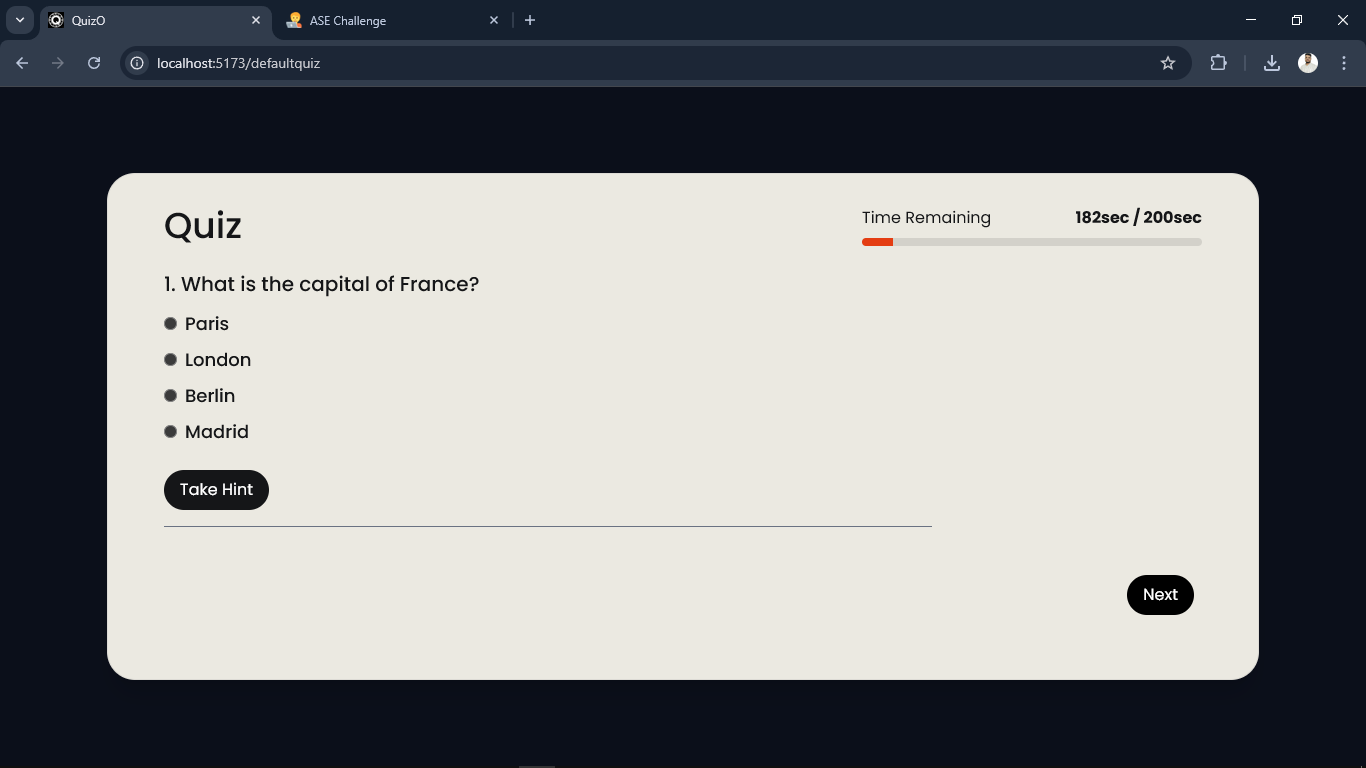 QuizO
ASE Challenge
localhost:5173/defaultquiz
Quiz
Time Remaining 182sec / 200sec
1. What is the capital of France?
Paris
London
Berlin
Madrid
Take Hint
Next